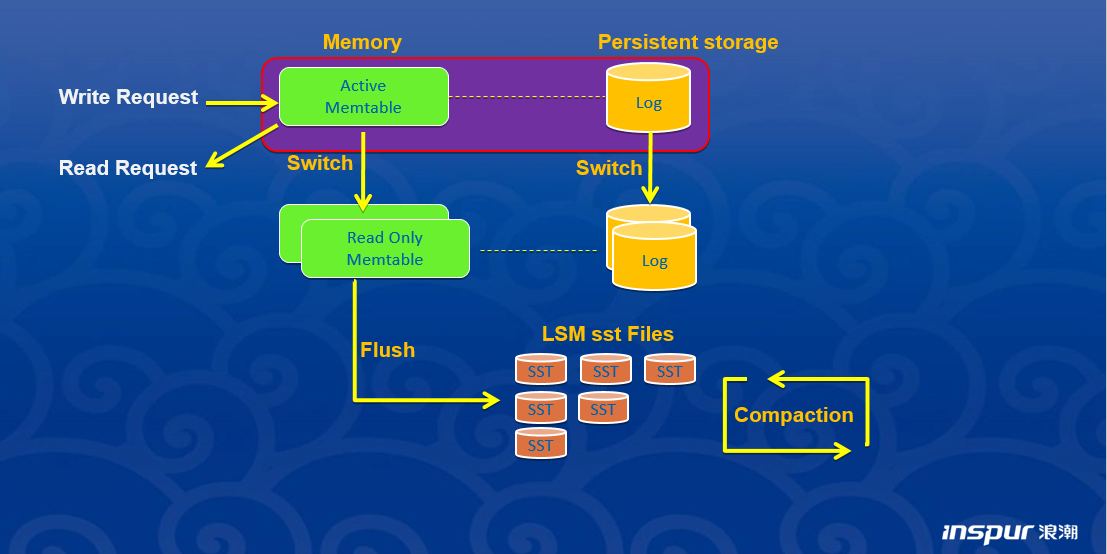 Memory
Persistent storage
Write Request
Active
Memtable
Log
Read Request
Switch
Switch
Read Only
Memtable
Log
LSM sst Files
Flush
SST
SST
SST
SST
SST
SST
Compaction
inspur 浪潮